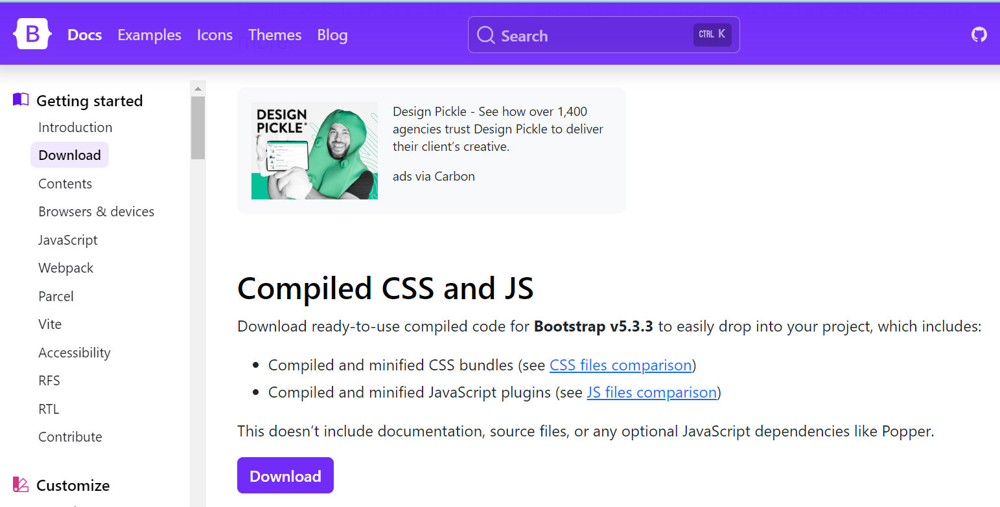 B
Docs Examples Icons Themes Blog
Search
CTRL K
more.
Getting started
Introduction
Download
Contents
Browsers & devices
JavaScript
Webpack
Parcel
Vite
Accessibility
RFS
RTL
Contribute
Customize
DESIGN
PICKLE
Design Pickle - See how over 1,400
agencies trust Design Pickle to deliver
their client’s creative.
ads via Carbon
Compiled CSS and JS
Download ready-to-use compiled code for Bootstrap v5.3.3 to easily drop into your project, which includes:
Compiled and minified CSS bundles (see CSS files comparison)
Compiled and minified JavaScript plugins (see JS files comparison)
This doesn’t include documentation, source files, or any optional JavaScript dependencies like Popper.
Download